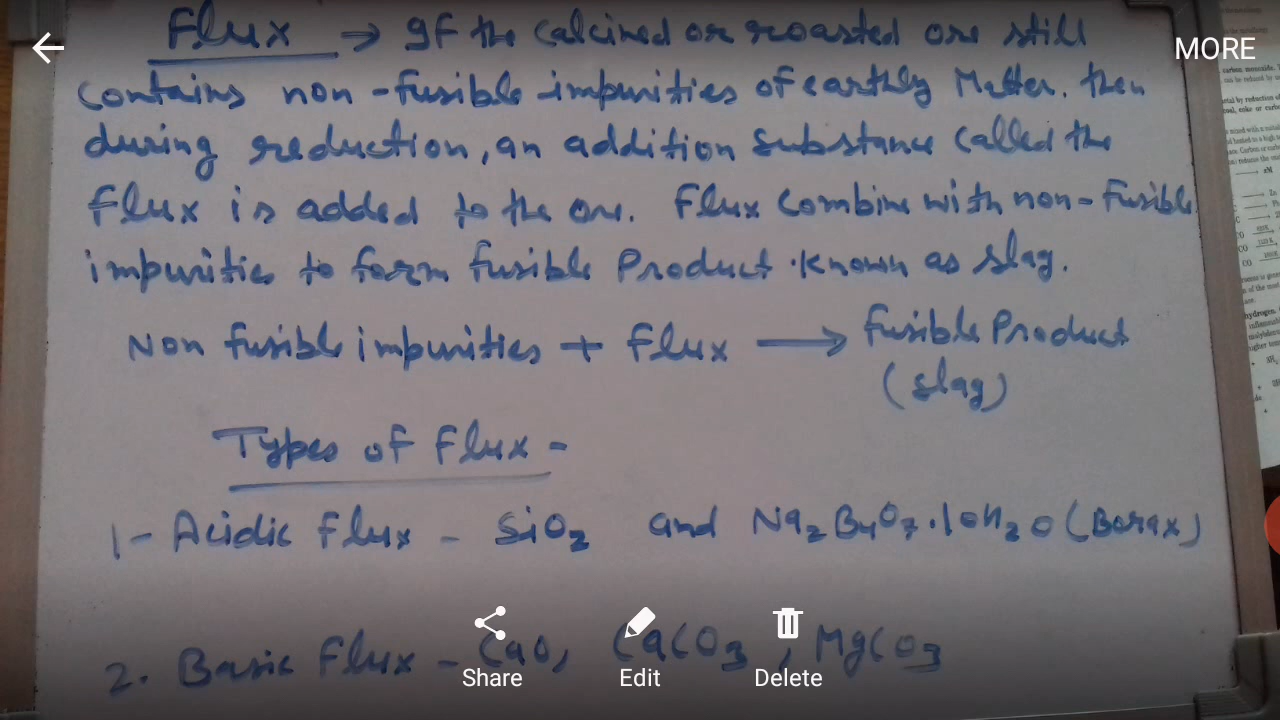 MORE
Flux → If the calcined or roasted ore still
contains non-fusible impurities of earthly Matter. then
during reduction, an addition substance called the
Flux is added to the ore. Flux combine with non-fusible
impurities to form fusible Product. Known as slag.
Non fusible impurities + Flux → fusible Product
(slag)
Types of Flux -
1- Acidic Flux - SiO₂ and Na₂B₄O₇.10H₂O (Borax)
2. Basic Flux - CaO, CaCO₃, MgCO₃
Share Edit Delete